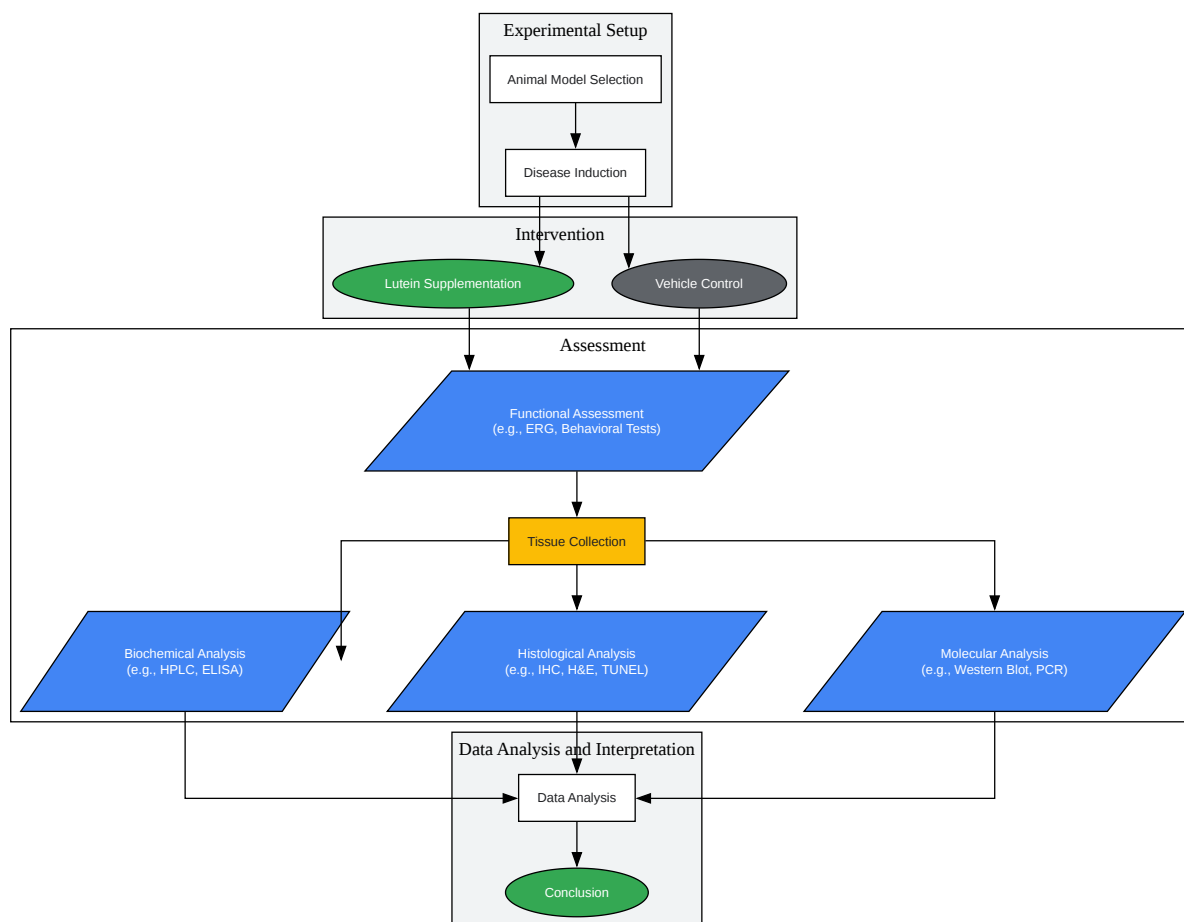 Experimental Setup
Animal Model Selection
Disease Induction
Intervention
Lutein Supplementation
Vehicle Control
Assessment
Functional Assessment
(e.g., ERG, Behavioral Tests)
Tissue Collection
Biochemical Analysis
(e.g., HPLC, ELISA)
Histological Analysis
(e.g., IHC, H&E, TUNEL)
Molecular Analysis
(e.g., Western Blot, PCR)
Data Analysis and Interpretation
Data Analysis
Conclusion